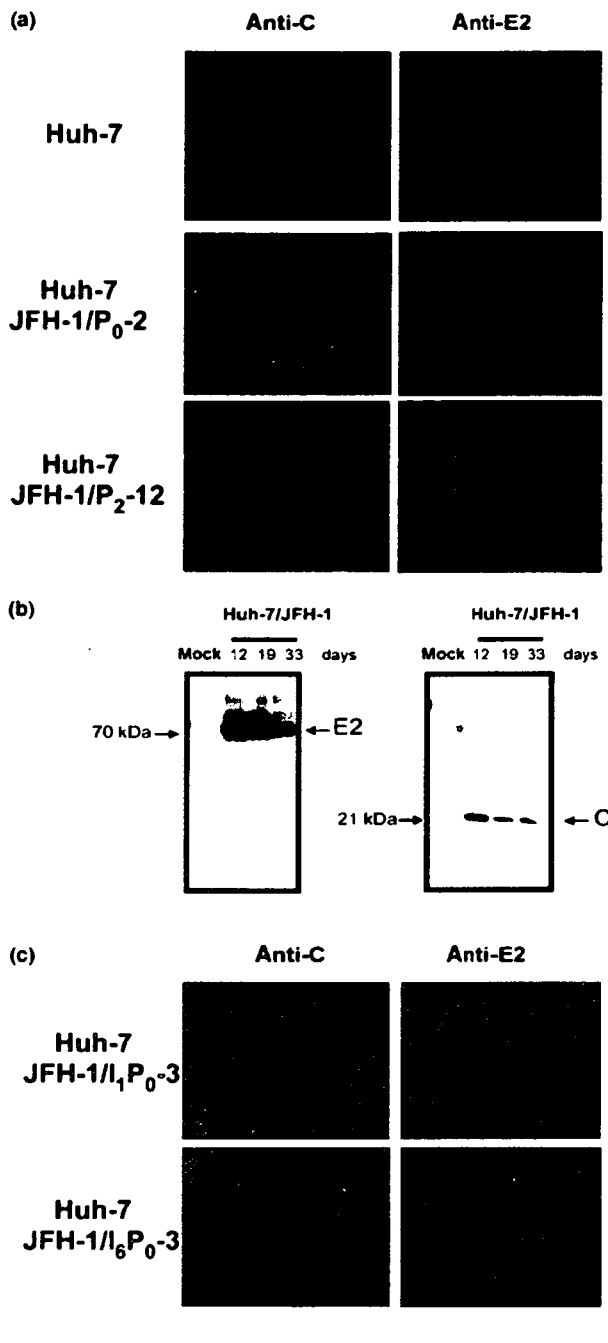 (a) Anti-C Anti-E2
Huh-7
Huh-7
JFH-1/P₀-2
Huh-7
JFH-1/P₂-12
(b)
Huh-7/JFH-1 Huh-7/JFH-1
Mock 12 19 33 days Mock 12 19 33 days
70 kDa E2
21 kDa C
(c) Anti-C Anti-E2
Huh-7
JFH-1/I₁P₀-3
Huh-7
JFH-1/I₆P₀-3